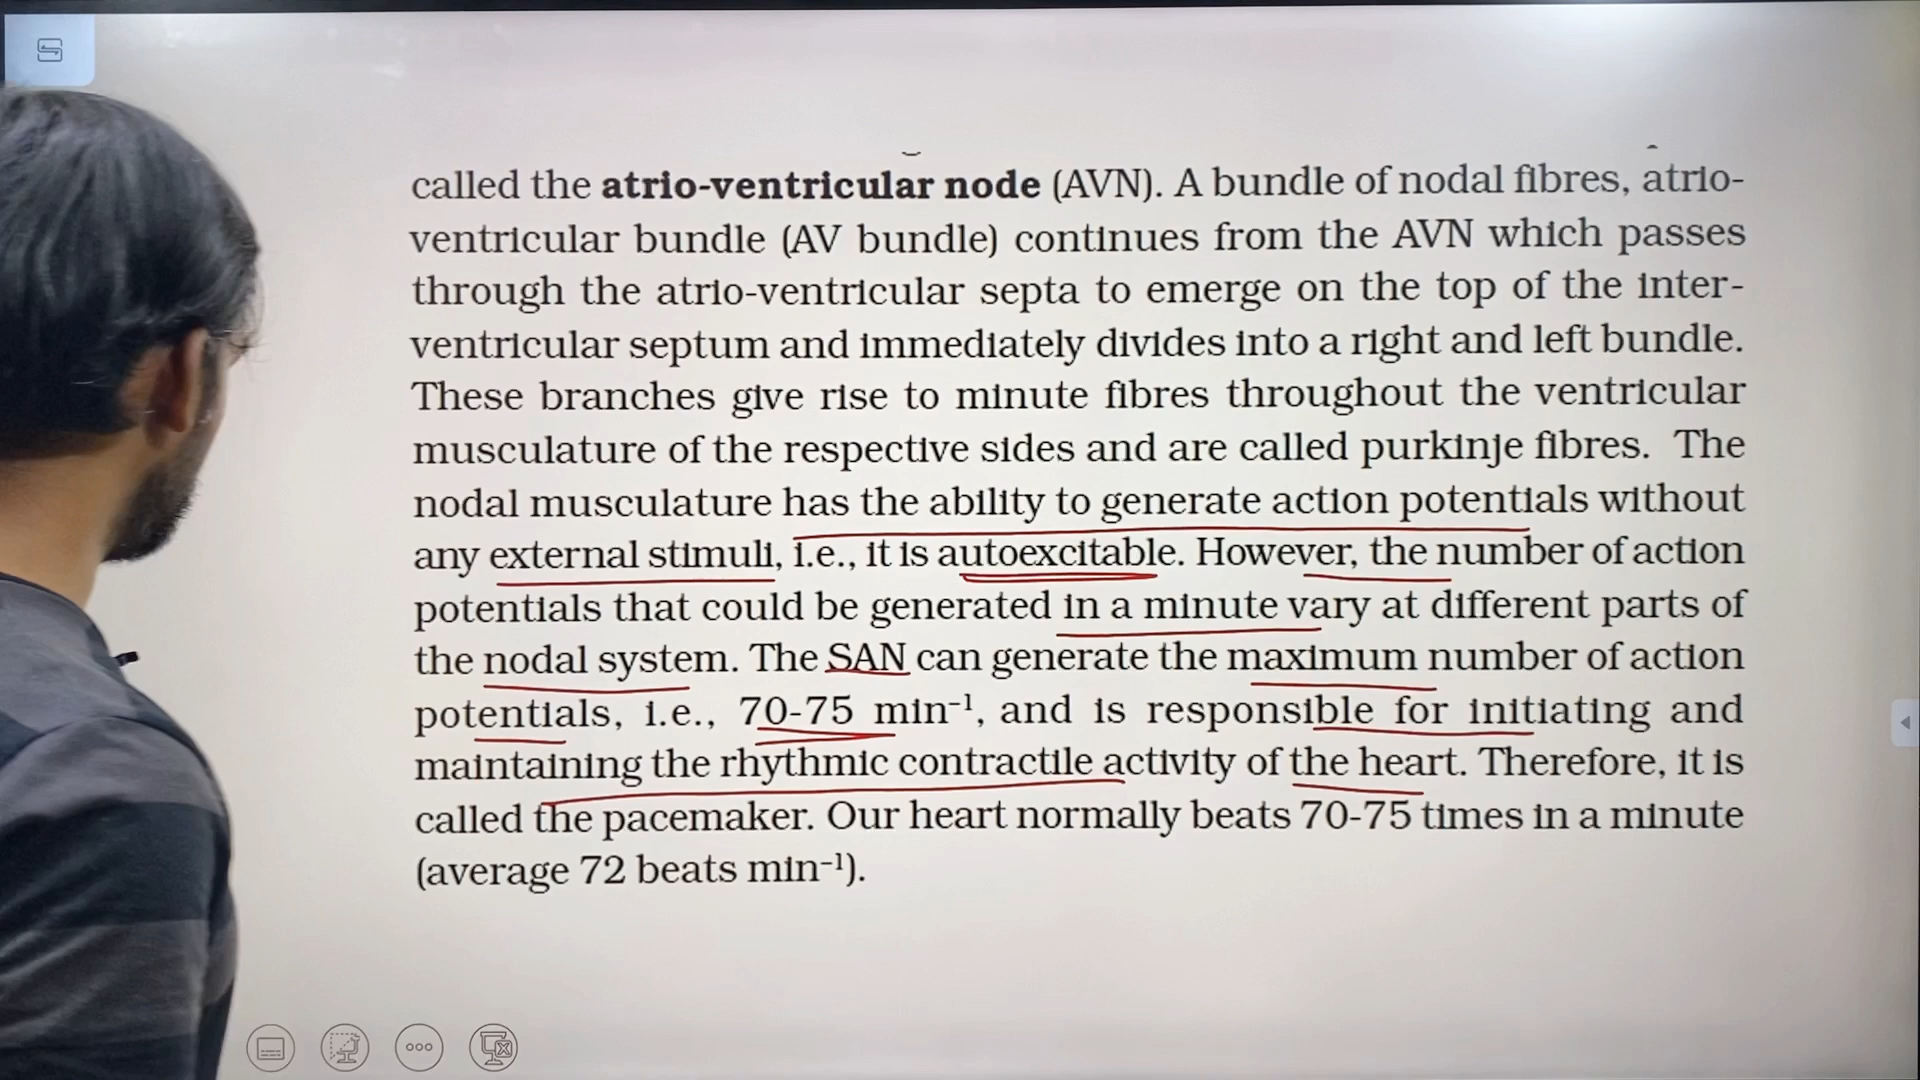 called the atrio-ventricular node (AVN). A bundle of nodal fibres, atrio-
ventricular bundle (AV bundle) continues from the AVN which passes
through the atrio-ventricular septa to emerge on the top of the inter-
ventricular septum and immediately divides into a right and left bundle.
These branches give rise to minute fibres throughout the ventricular
musculature of the respective sides and are called purkinje fibres. The
nodal musculature has the ability to generate action potentials without
any external stimuli, i.e., it is autoexcitable. However, the number of action
potentials that could be generated in a minute vary at different parts of
the nodal system. The SAN can generate the maximum number of action
potentials, i.e., 70-75 min⁻¹, and is responsible for initiating and
maintaining the rhythmic contractile activity of the heart. Therefore, it is
called the pacemaker. Our heart normally beats 70-75 times in a minute
(average 72 beats min⁻¹).